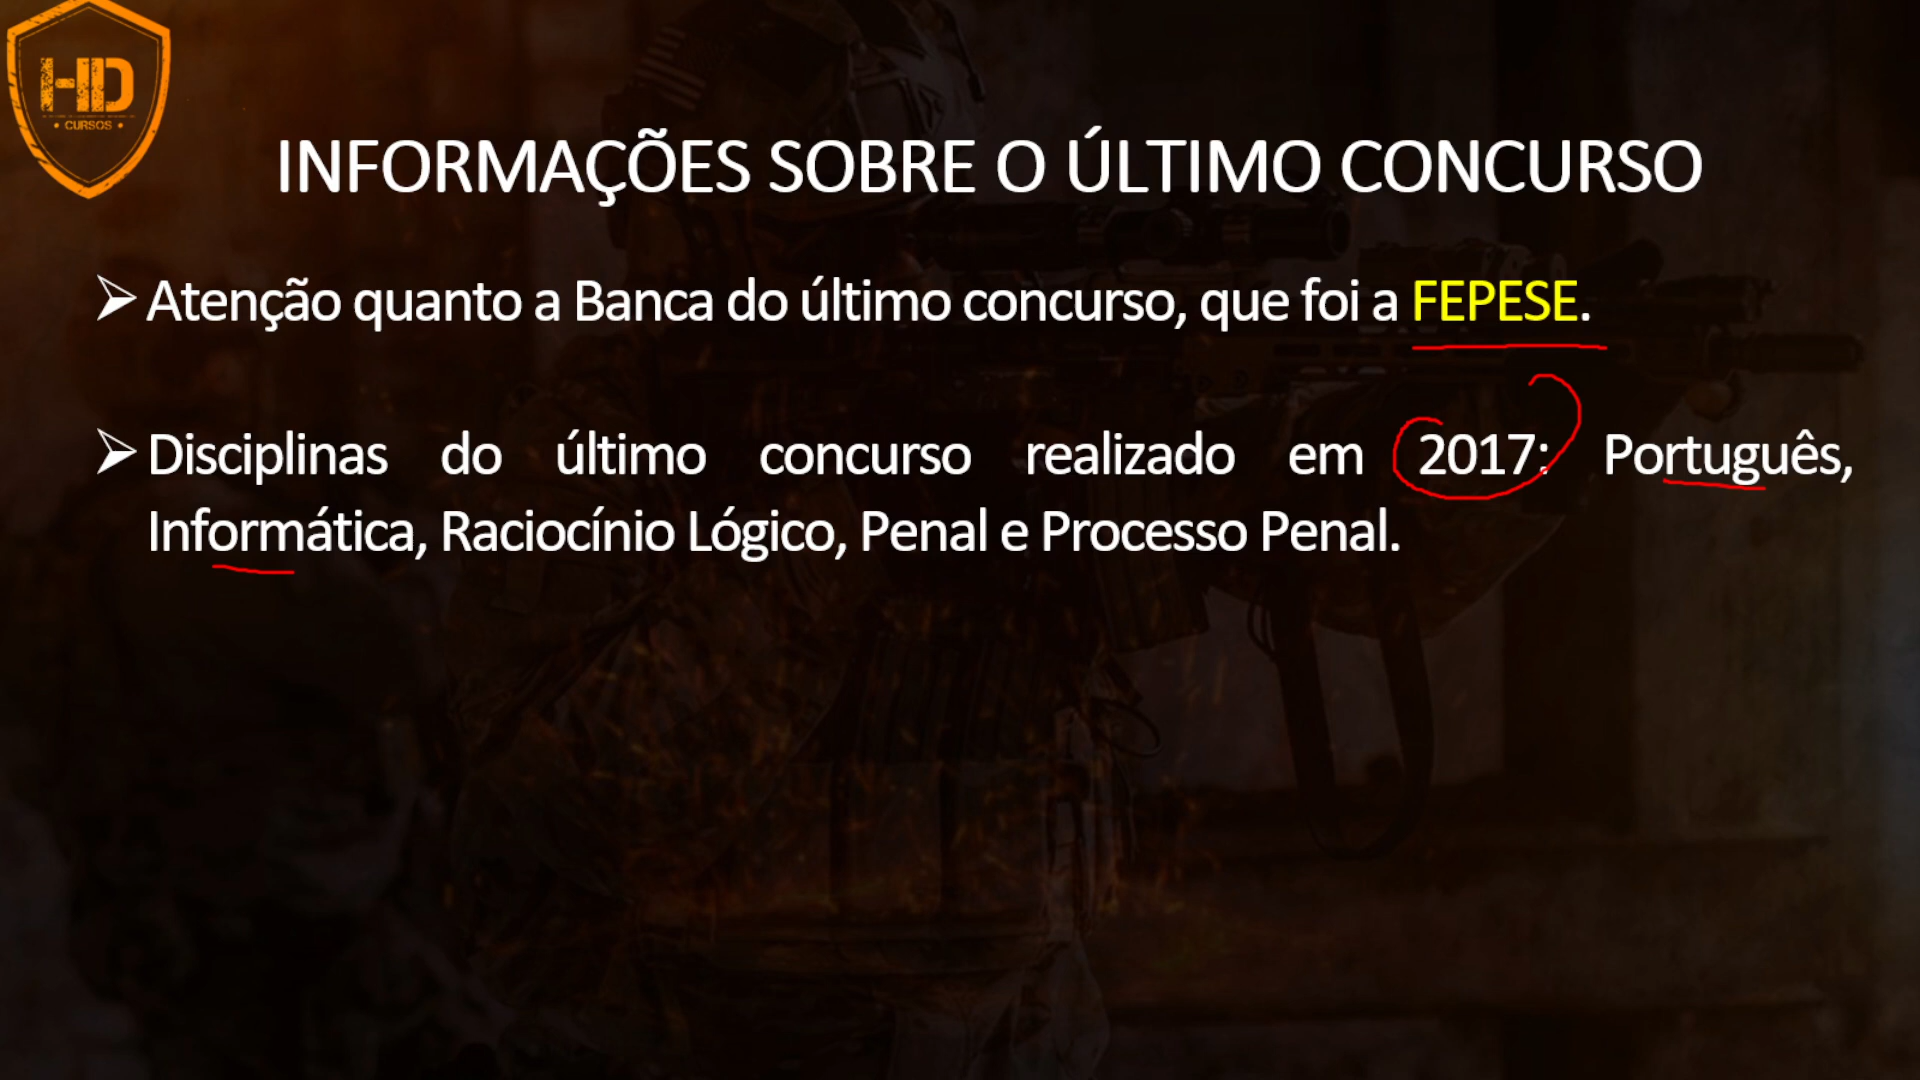 HD
• CURSOS •
INFORMAÇÕES SOBRE O ÚLTIMO CONCURSO
Atenção quanto a Banca do último concurso, que foi a FEPESE.
Disciplinas do último concurso realizado em 2017: Português,
Informática, Raciocínio Lógico, Penal e Processo Penal.